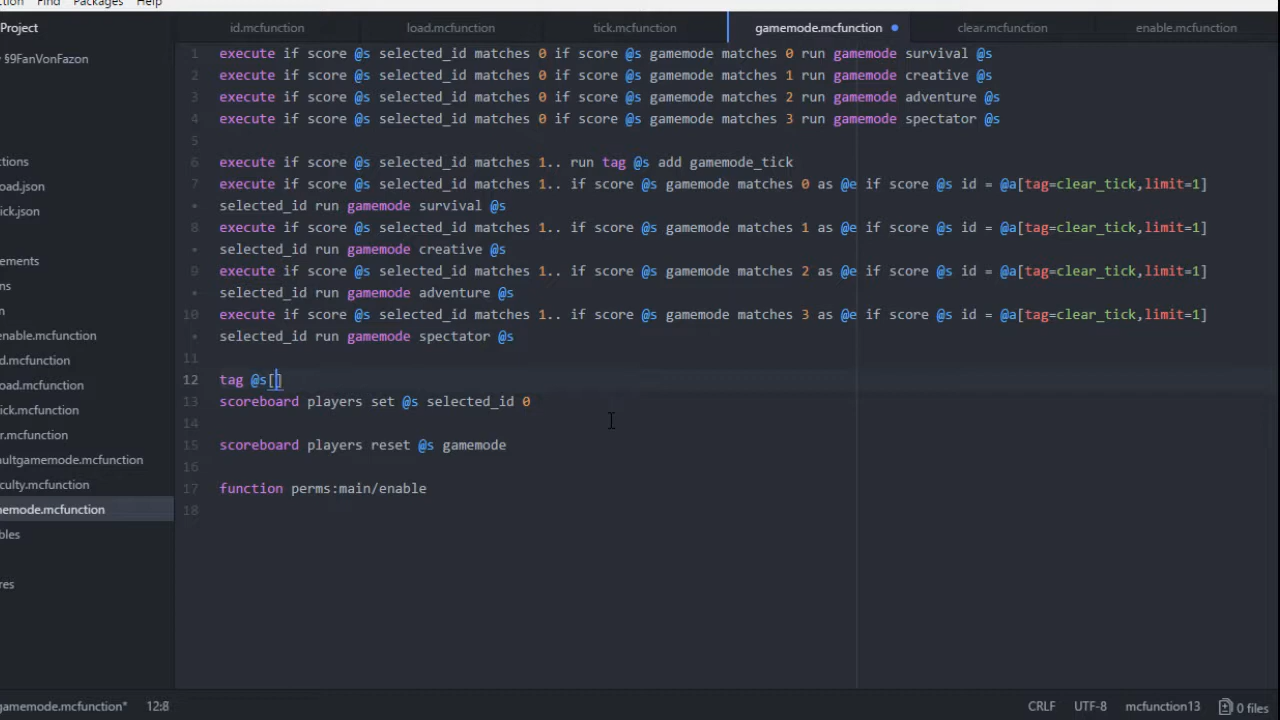 ction Find Packages Help
Project
id.mcfunction load.mcfunction tick.mcfunction gamemode.mcfunction clear.mcfunction enable.mcfunction
§9FanVonFazon
ctions
oad.json
ick.json
ements
ns
n
enable.mcfunction
d.mcfunction
oad.mcfunction
ick.mcfunction
r.mcfunction
aultgamemode.mcfunction
culty.mcfunction
nemode.mcfunction
bles
res
1 execute if score @s selected_id matches 0 if score @s gamemode matches 0 run gamemode survival @s
2 execute if score @s selected_id matches 0 if score @s gamemode matches 1 run gamemode creative @s
3 execute if score @s selected_id matches 0 if score @s gamemode matches 2 run gamemode adventure @s
4 execute if score @s selected_id matches 0 if score @s gamemode matches 3 run gamemode spectator @s
5
6 execute if score @s selected_id matches 1.. run tag @s add gamemode_tick
7 execute if score @s selected_id matches 1.. if score @s gamemode matches 0 as @e if score @s id = @a[tag=clear_tick,limit=1]
• selected_id run gamemode survival @s
8 execute if score @s selected_id matches 1.. if score @s gamemode matches 1 as @e if score @s id = @a[tag=clear_tick,limit=1]
• selected_id run gamemode creative @s
9 execute if score @s selected_id matches 1.. if score @s gamemode matches 2 as @e if score @s id = @a[tag=clear_tick,limit=1]
• selected_id run gamemode adventure @s
10 execute if score @s selected_id matches 1.. if score @s gamemode matches 3 as @e if score @s id = @a[tag=clear_tick,limit=1]
• selected_id run gamemode spectator @s
11
12 tag @s[]
13 scoreboard players set @s selected_id 0
14
15 scoreboard players reset @s gamemode
16
17 function perms:main/enable
18
gamemode.mcfunction* 12:8 CRLF UTF-8 mcfunction13 0 files